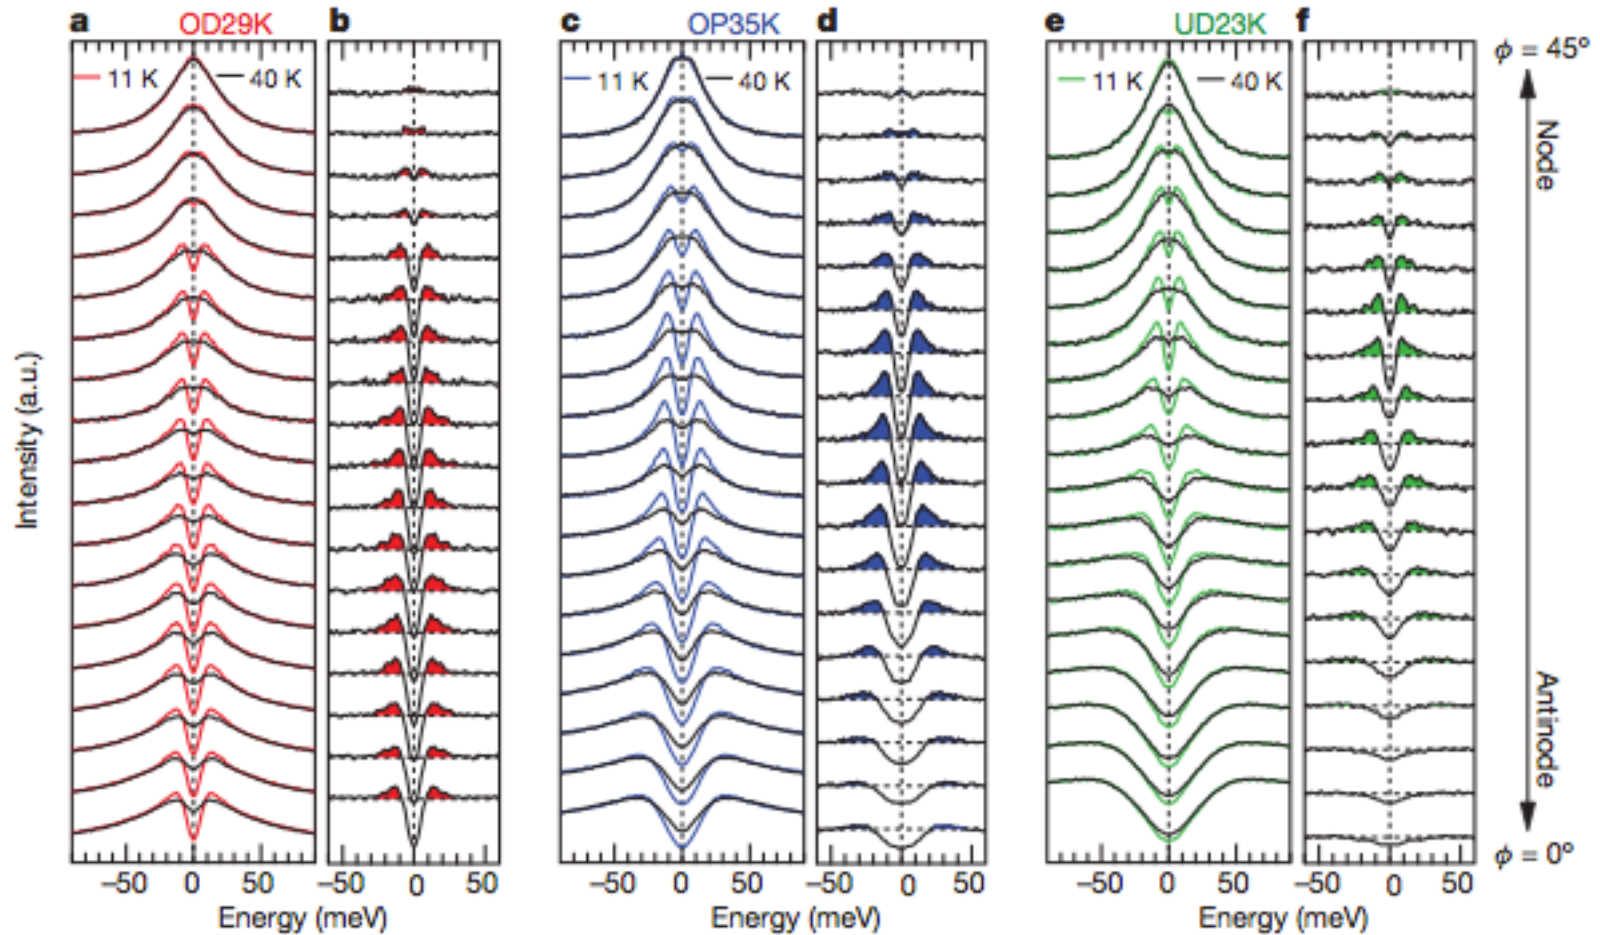 a OD29K b c OP35K d e UD23K f
ϕ = 45°
11 K 40 K 11 K 40 K 11 K 40 K
Node
Intensity (a.u.)
Antinode
ϕ = 0°
−50 0 50 −50 0 50 −50 0 50 −50 0 50 −50 0 50 −50 0 50
Energy (meV) Energy (meV) Energy (meV)